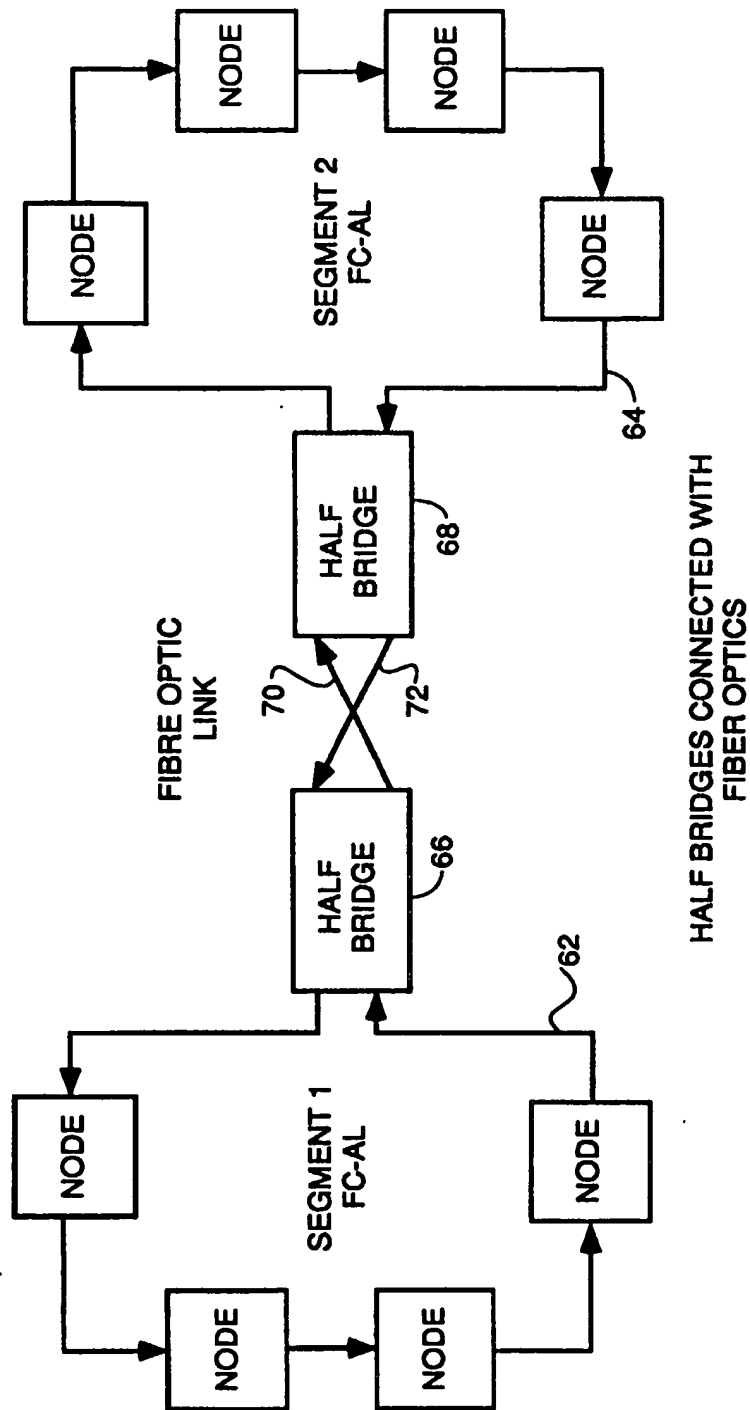 FIBRE OPTIC
LINK
NODE
NODE
NODE
NODE
SEGMENT 1
FC-AL
62
HALF
BRIDGE
66
70
72
HALF
BRIDGE
68
NODE
NODE
NODE
NODE
SEGMENT 2
FC-AL
64
HALF BRIDGES CONNECTED WITH
FIBER OPTICS